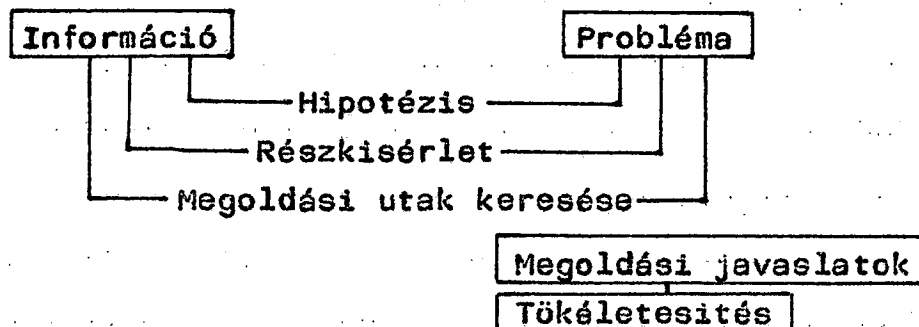 Információ Probléma
Hipotézis
Részkisérlet
Megoldási utak keresése
Megoldási javaslatok
Tökéletesités